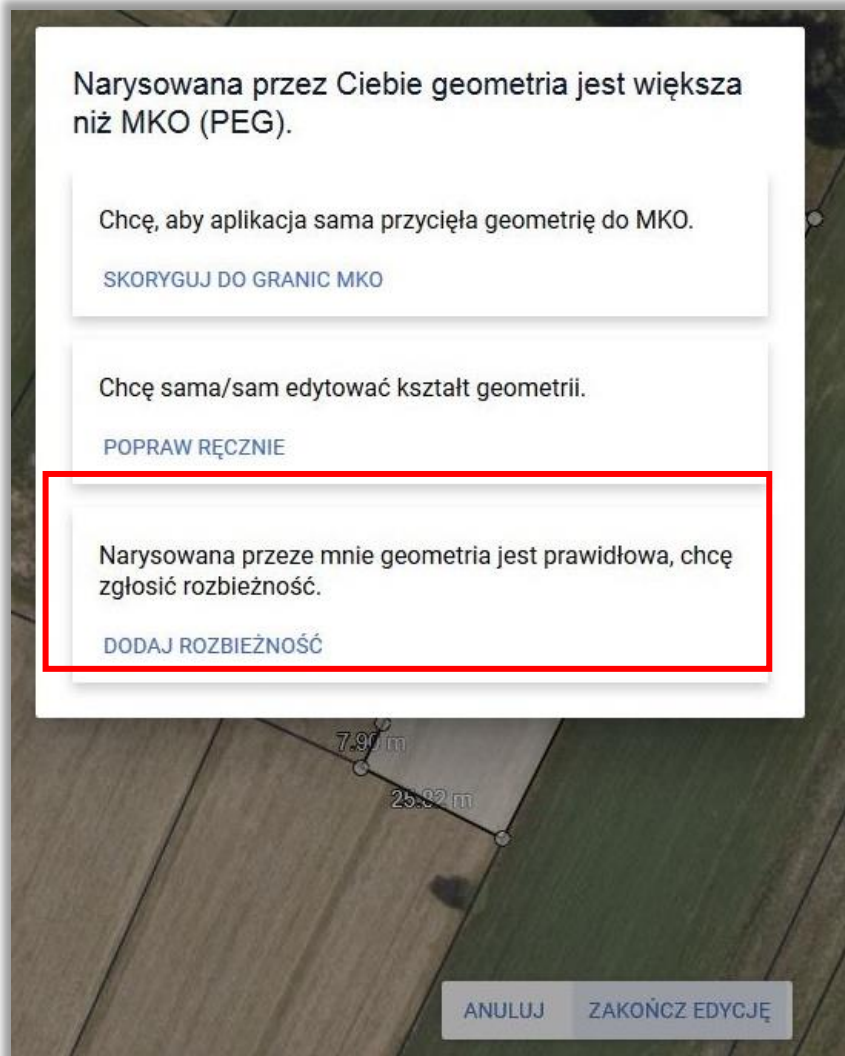 Narysowana przez Ciebie geometria jest większa
niż MKO (PEG).
Chcę, aby aplikacja sama przycięła geometrię do MKO.
SKORYGUJ DO GRANIC MKO
Chcę sama/sam edytować kształt geometrii.
POPRAW RĘCZNIE
Narysowana przeze mnie geometria jest prawidłowa, chcę
zgłosić rozbieżność.
DODAJ ROZBIEŻNOŚĆ
7.90 m
25.92 m
ANULUJ ZAKOŃCZ EDYCJĘ